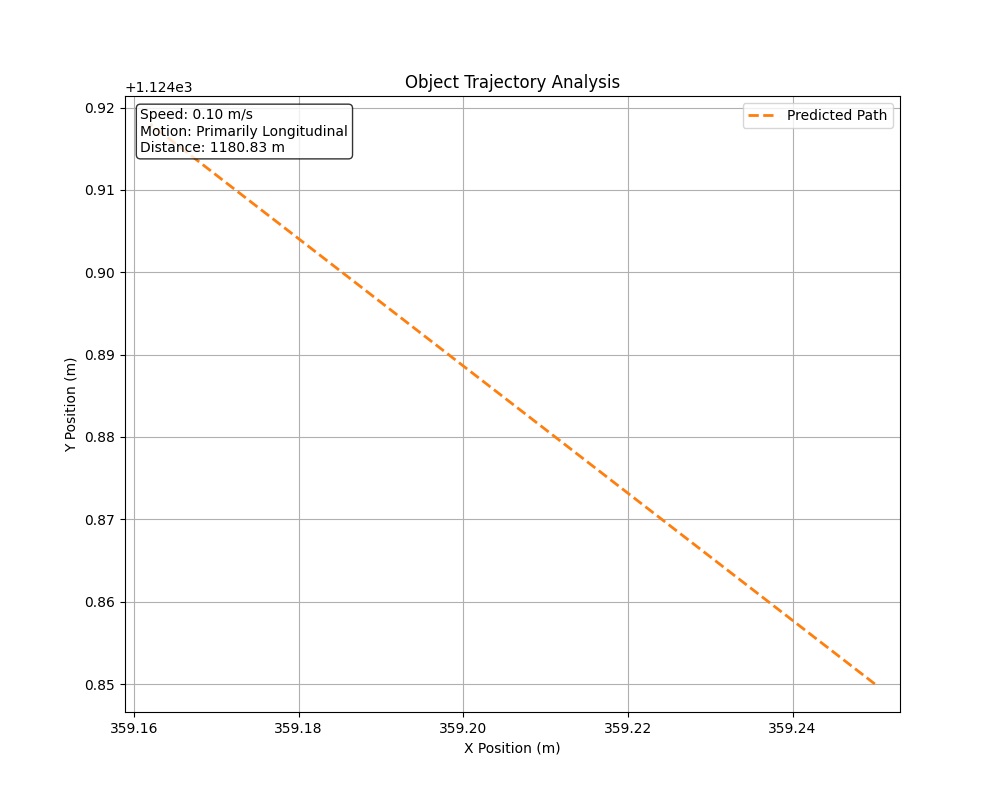 Object Trajectory Analysis
+1.124e3
Speed: 0.10 m/s
Motion: Primarily Longitudinal
Distance: 1180.83 m
Predicted Path
0.92
0.91
0.90
0.89
0.88
0.87
0.86
0.85
Y Position (m)
359.16
359.18
359.20
359.22
359.24
X Position (m)